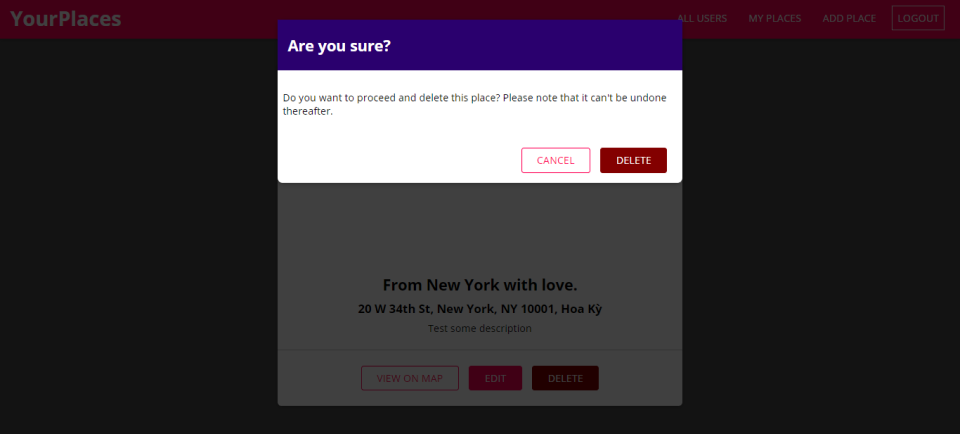 YourPlaces
ALL USERS MY PLACES ADD PLACE LOGOUT
Are you sure?
Do you want to proceed and delete this place? Please note that it can't be undone
thereafter.
CANCEL DELETE
From New York with love.
20 W 34th St, New York, NY 10001, Hoa Kỳ
Test some description
VIEW ON MAP EDIT DELETE